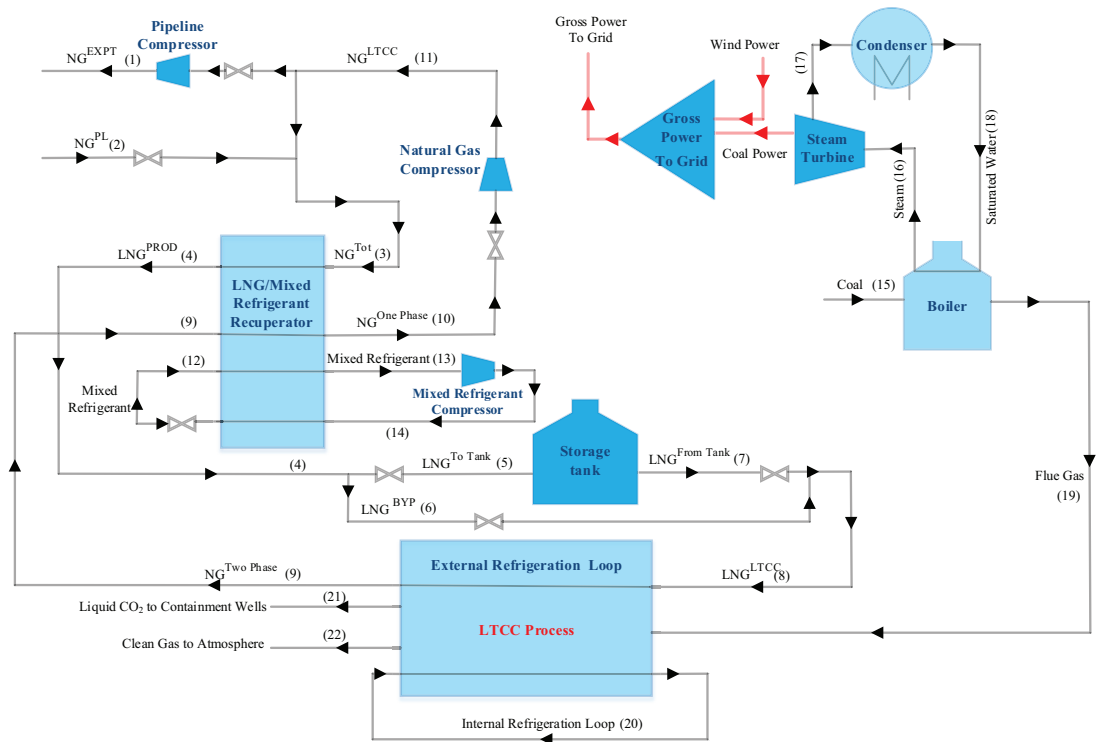 Pipeline
Compressor
NG^EXPT (1)
NG^LTCC (11)
NG^PL (2)
Natural Gas
Compressor
Gross Power
To Grid
Wind Power
(17)
Condenser
Gross
Power
To Grid
Coal Power
Steam
Turbine
Steam (16)
Saturated Water(18)
Coal (15)
Boiler
LNG^PROD (4)
NG^Tot (3)
LNG/Mixed
Refrigerant
Recuperator
(9)
NG^One Phase (10)
(12)
Mixed Refrigerant (13)
Mixed
Refrigerant
Mixed Refrigerant
Compressor
(14)
Storage
tank
(4)
LNG^To Tank (5)
LNG^From Tank (7)
LNG^BYP (6)
Flue Gas
(19)
External Refrigeration Loop
NG^Two Phase (9)
LNG^LTCC (8)
(21)
Liquid CO₂ to Containment Wells
LTCC Process
(22)
Clean Gas to Atmosphere
Internal Refrigeration Loop (20)